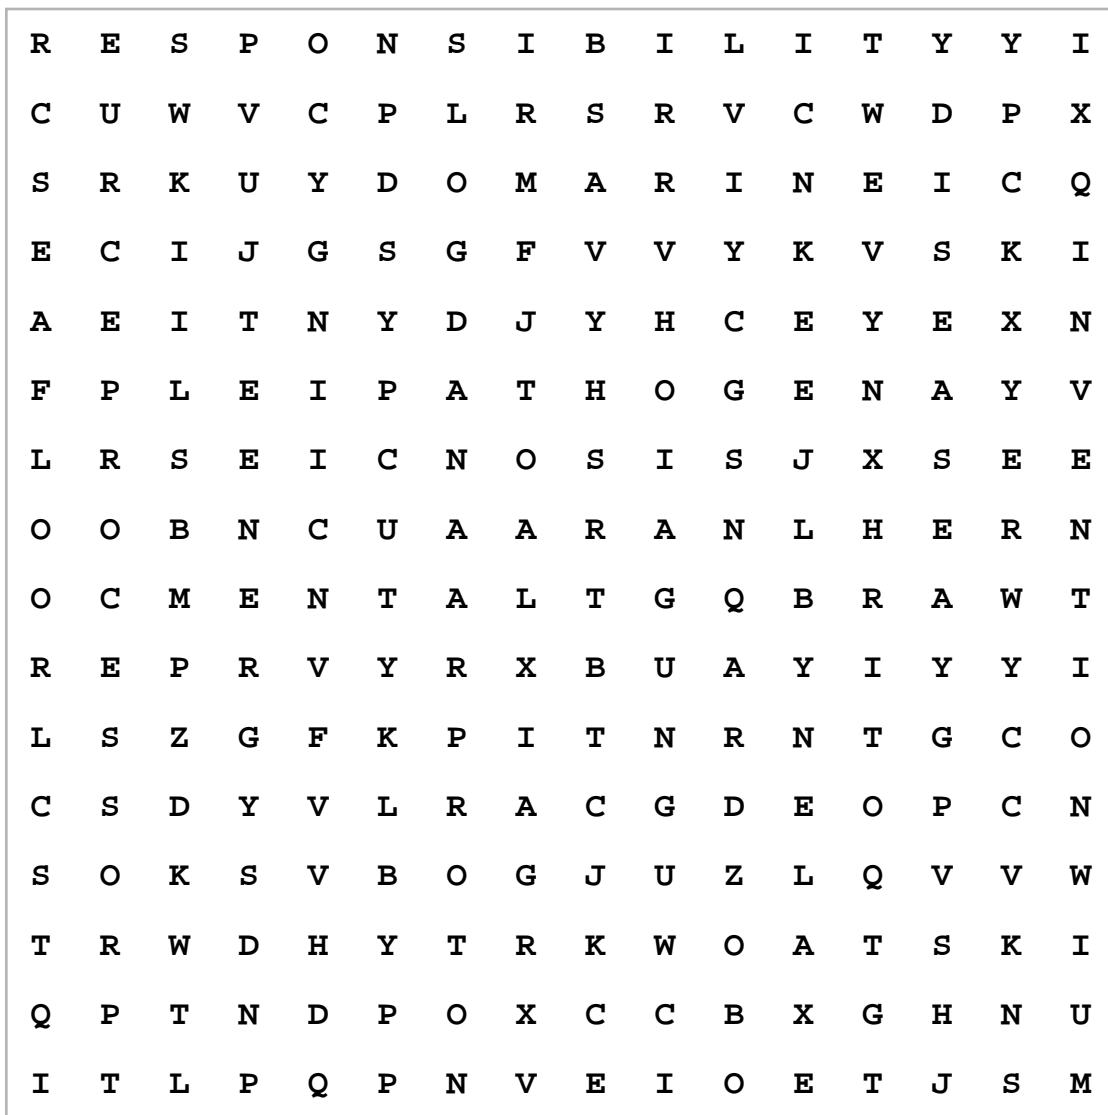 R E S P O N S I B I L I T Y Y I
C U W V C P L R S R V C W D P X
S R K U Y D O M A R I N E I C Q
E C I J G S G F V V Y K V S K I
A E I T N Y D J Y H C E Y E X N
F P L E I P A T H O G E N A Y V
L R S E I C N O S I S J X S E E
O O B N C U A A R A N L H E R N
O C M E N T A L T G Q B R A W T
R E P R V Y R X B U A Y I Y Y I
L S Z G F K P I T N R N T G C O
C S D Y V L R A C G D E O P C N
S O K S V B O G J U Z L Q V V W
T R W D H Y T R K W O A T S K I
Q P T N D P O X C C B X G H N U
I T L P Q P N V E I O E T J S M